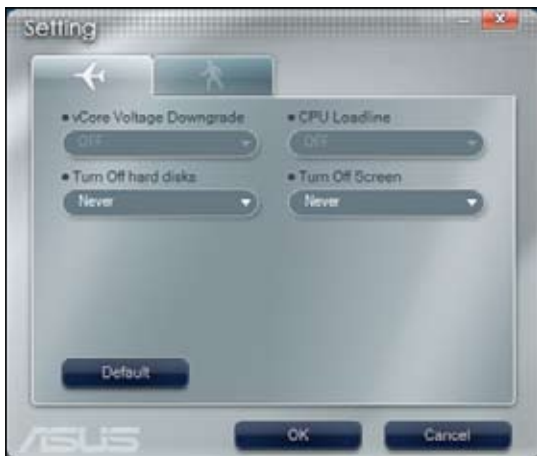 Setting
vCore Voltage Downgrade
CPU Loadline
OFF
OFF
Turn Off hard disks
Turn Off Screen
Never
Never
Default
ASUS
OK
Cancel